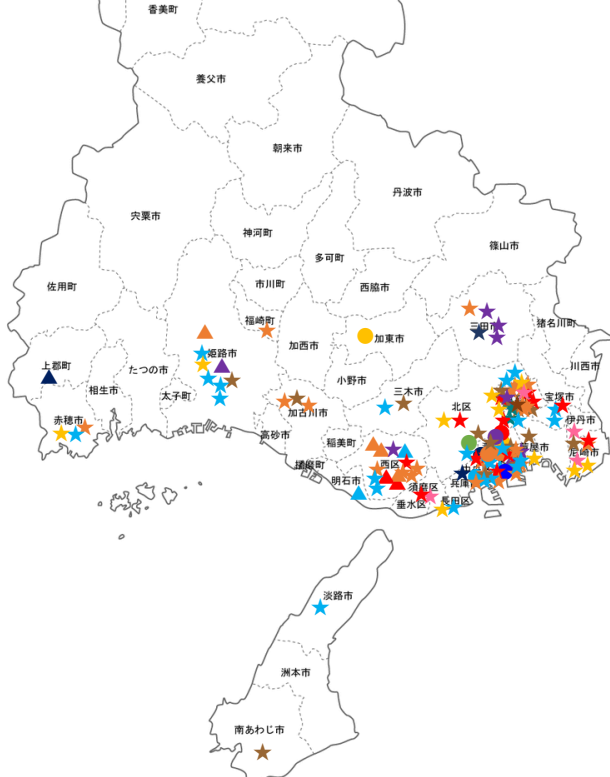 香美町
養父市
朝来市
丹波市
宍粟市
神河町
篠山市
多可町
市川町
西脇市
佐用町
福崎町
三田市
猪名川町
加西市
加東市
姫路市
上郡町
たつの市
川西市
小野市
相生市
三木市
太子町
宝塚市
北区
加古川市
伊丹市
赤穂市
高砂市
稲美町
芦屋市
尼崎市
西区
播磨町
明石市
須磨区
兵庫
垂水区
長田区
淡路市
洲本市
南あわじ市